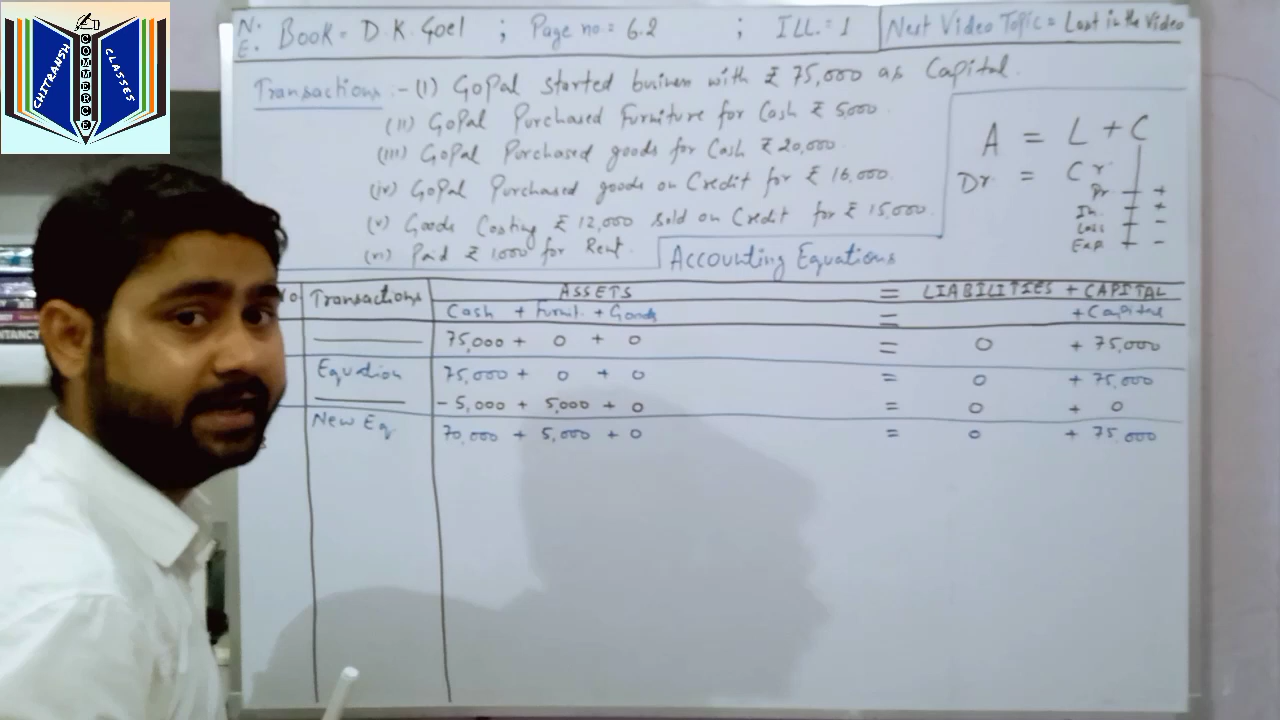 CHITRANSH
COMMERCE
CLASSES
N.
E.
Book = D.K. Goel ; Page no = 6.2 ; ILL. = 1
Next Video Topic = Last in the Video
Transactions :- (i) Gopal started business with ₹ 75,000 as Capital.
(ii) Gopal Purchased Furniture for Cash ₹ 5,000.
(iii) Gopal Purchased goods for Cash ₹ 20,000.
(iv) Gopal Purchased goods on Credit for ₹ 16,000.
(v) Goods Costing ₹ 12,000 sold on Credit for ₹ 15,000.
(vi) Paid ₹ 1000 for Rent.
A = L + C
Dr = Cr
Pr +
In. +
Loss -
Exp -
Accounting Equations
No Transactions ASSETS = LIABILITIES + CAPITAL
Cash + Furnit. + Goods = + Capital
75,000 + 0 + 0 = 0 + 75,000
Equation 75,000 + 0 + 0 = 0 + 75,000
- 5,000 + 5,000 + 0 = 0 + 0
New Eq 70,000 + 5,000 + 0 = 0 + 75,000
NTANCY